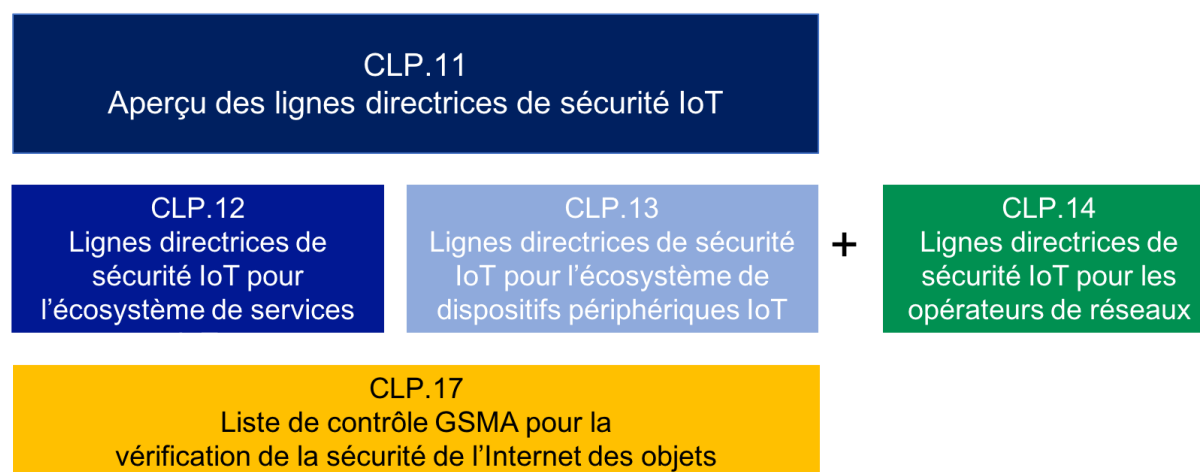 CLP.11
Aperçu des lignes directrices de sécurité IoT
CLP.12
Lignes directrices de
sécurité IoT pour
l’écosystème de services
CLP.13
Lignes directrices de sécurité
IoT pour l’écosystème de
dispositifs périphériques IoT
+
CLP.14
Lignes directrices de
sécurité IoT pour les
opérateurs de réseaux
CLP.17
Liste de contrôle GSMA pour la
vérification de la sécurité de l’Internet des objets